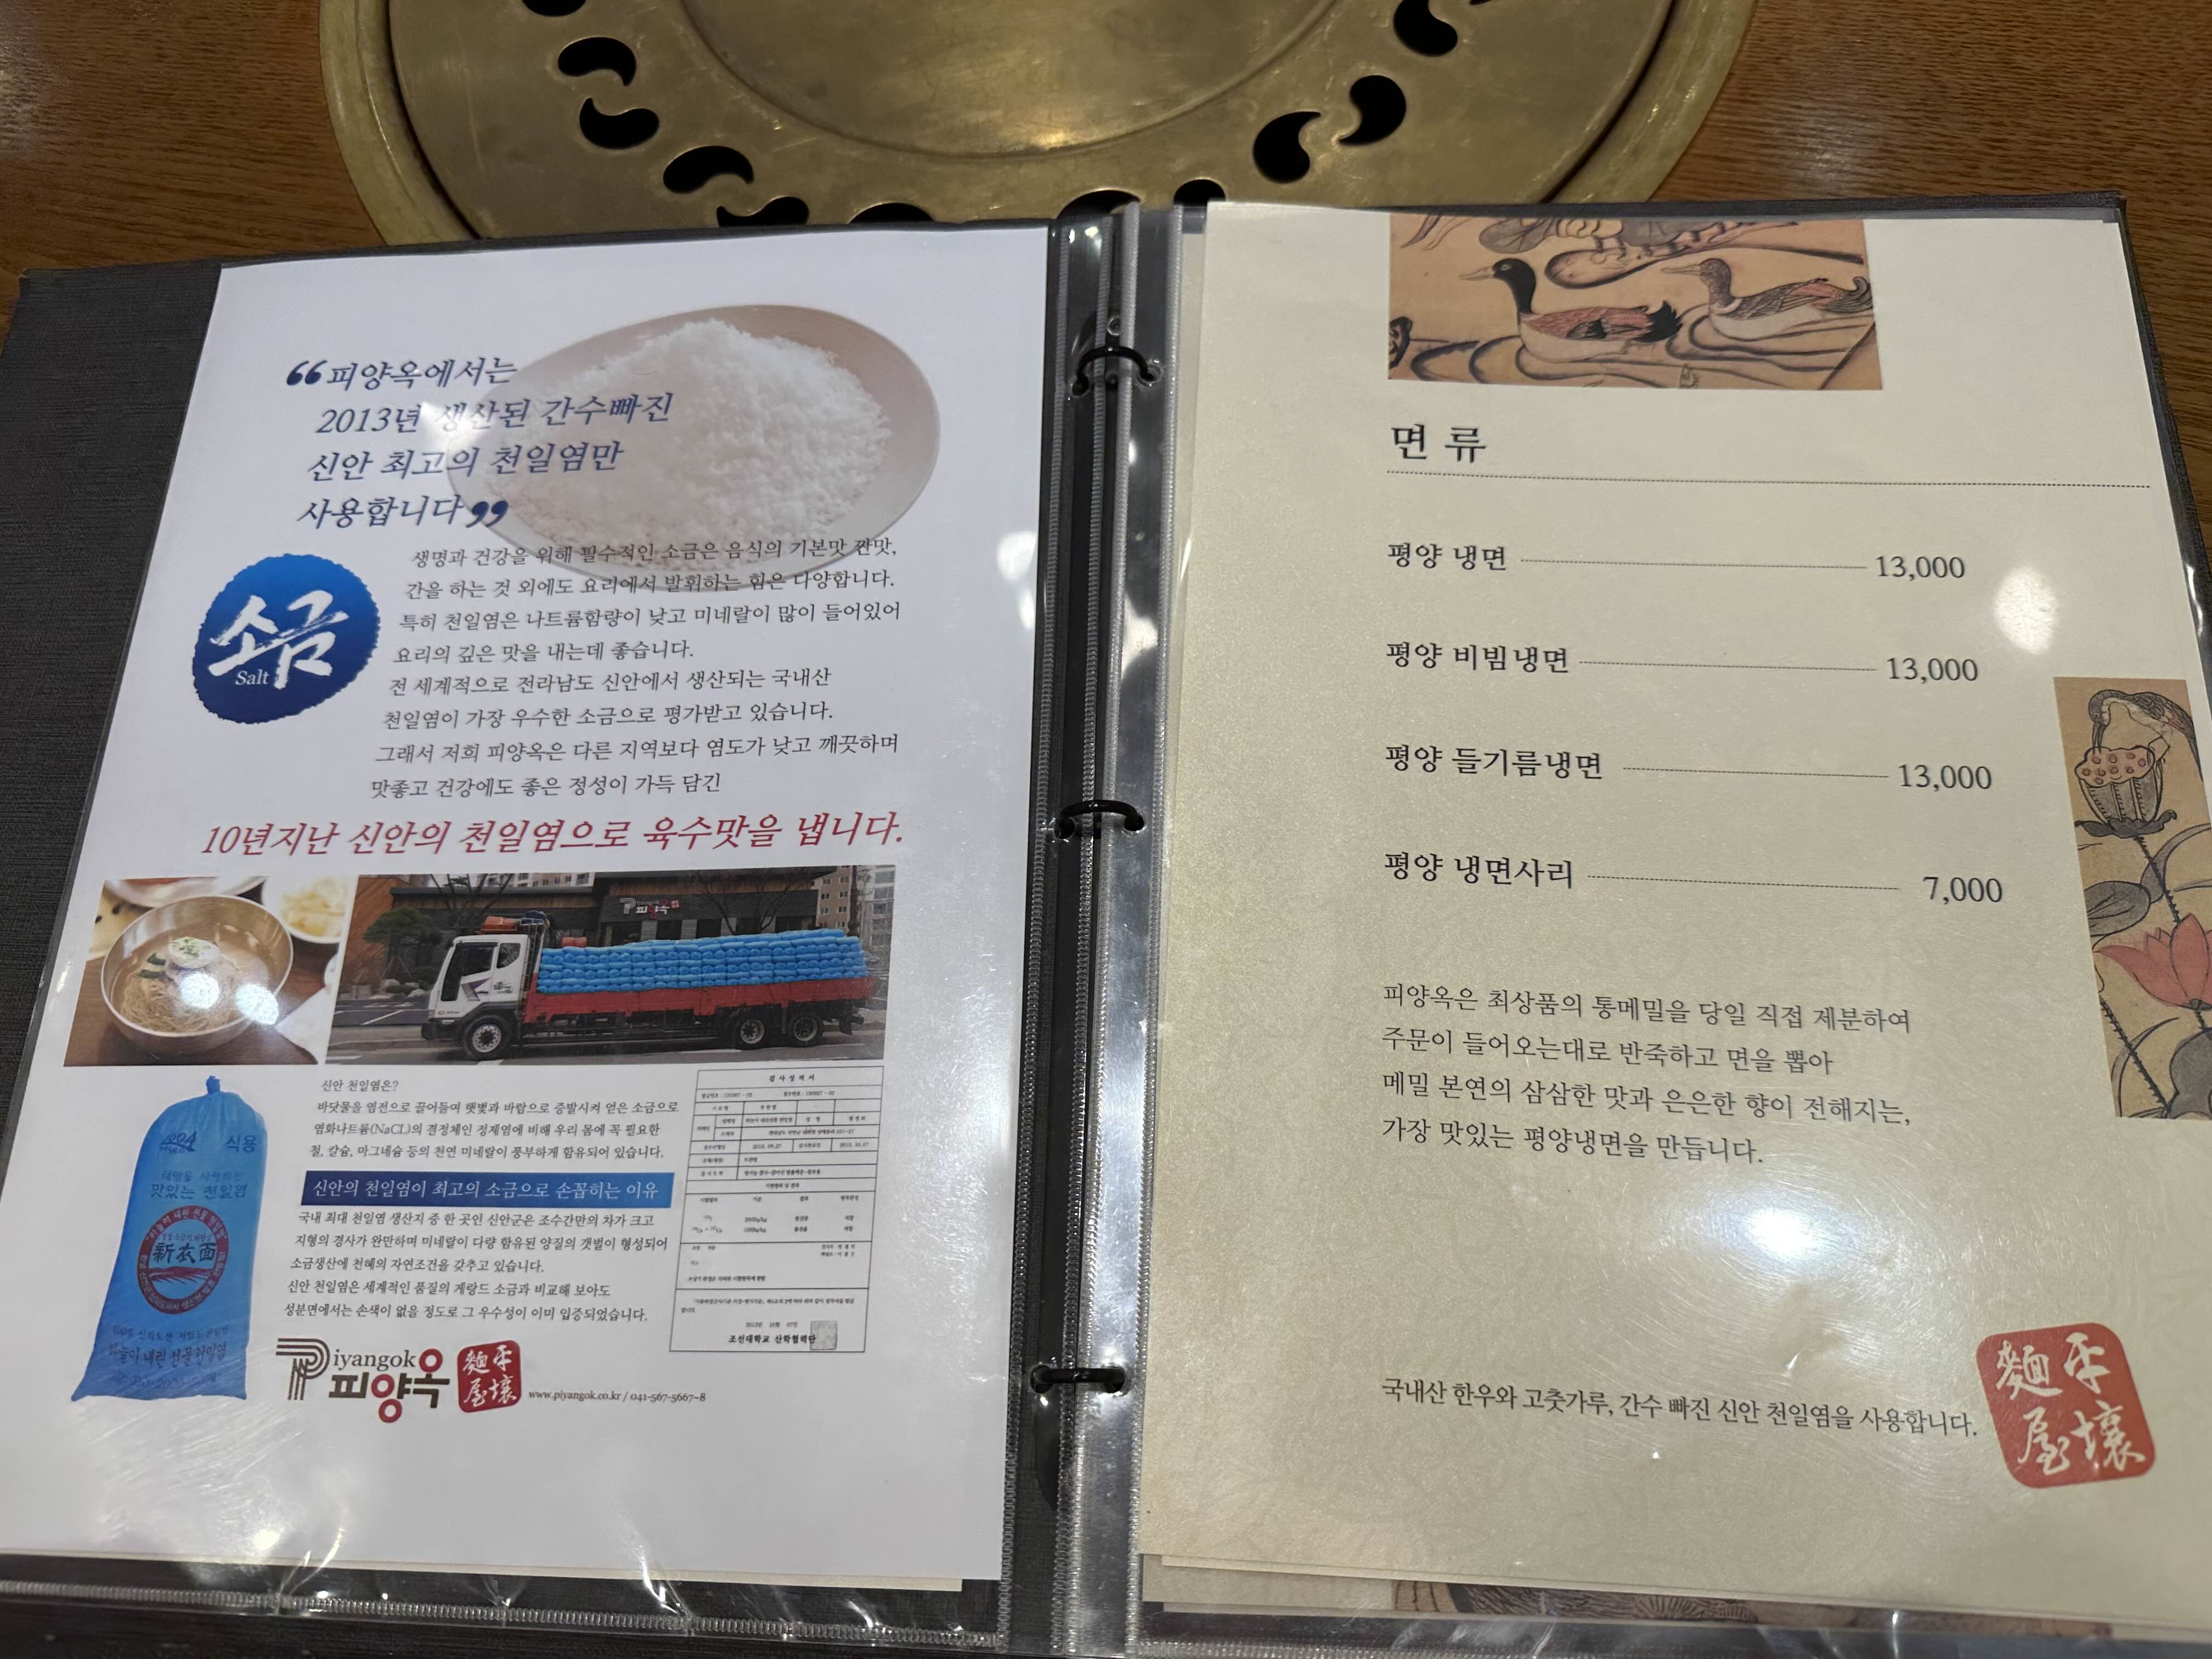 “피양옥에서는
2013년 생산된 간수빠진
신안 최고의 천일염만
사용합니다”
소금
Salt
생명과 건강을 위해 필수적인 소금은 음식의 기본맛 짠맛,
간을 하는 것 외에도 요리에서 발휘하는 힘은 다양합니다.
특히 천일염은 나트륨함량이 낮고 미네랄이 많이 들어있어
요리의 깊은 맛을 내는데 좋습니다.
전 세계적으로 전라남도 신안에서 생산되는 국내산
천일염이 가장 우수한 소금으로 평가받고 있습니다.
그래서 저희 피양옥은 다른 지역보다 염도가 낮고 깨끗하며
맛좋고 건강에도 좋은 정성이 가득 담긴
10년지난 신안의 천일염으로 육수맛을 냅니다.
피양옥
신안 천일염은?
바닷물을 염전으로 끌어들여 햇볕과 바람으로 증발시켜 얻은 소금으로
염화나트륨(NaCL)의 결정체인 정제염에 비해 우리 몸에 꼭 필요한
철, 칼슘, 마그네슘 등의 천연 미네랄이 풍부하게 함유되어 있습니다.
신안의 천일염이 최고의 소금으로 손꼽히는 이유
국내 최대 천일염 생산지 중 한 곳인 신안군은 조수간만의 차가 크고
지형의 경사가 완만하며 미네랄이 다량 함유된 양질의 갯벌이 형성되어
소금생산에 천혜의 자연조건을 갖추고 있습니다.
신안 천일염은 세계적인 품질의 게랑드 소금과 비교해 보아도
성분면에서는 손색이 없을 정도로 그 우수성이 이미 입증되었습니다.
식용
맛있는 천일염
新衣面
검사성적서
조선대학교 산학협력단
Piyangok
피양옥
平壤
麵屋
www.piyangok.co.kr / 041-567-5667~8
면 류
평양 냉면 13,000
평양 비빔냉면 13,000
평양 들기름냉면 13,000
평양 냉면사리 7,000
피양옥은 최상품의 통메밀을 당일 직접 제분하여
주문이 들어오는대로 반죽하고 면을 뽑아
메밀 본연의 삼삼한 맛과 은은한 향이 전해지는,
가장 맛있는 평양냉면을 만듭니다.
국내산 한우와 고춧가루, 간수 빠진 신안 천일염을 사용합니다.
平壤
麵屋